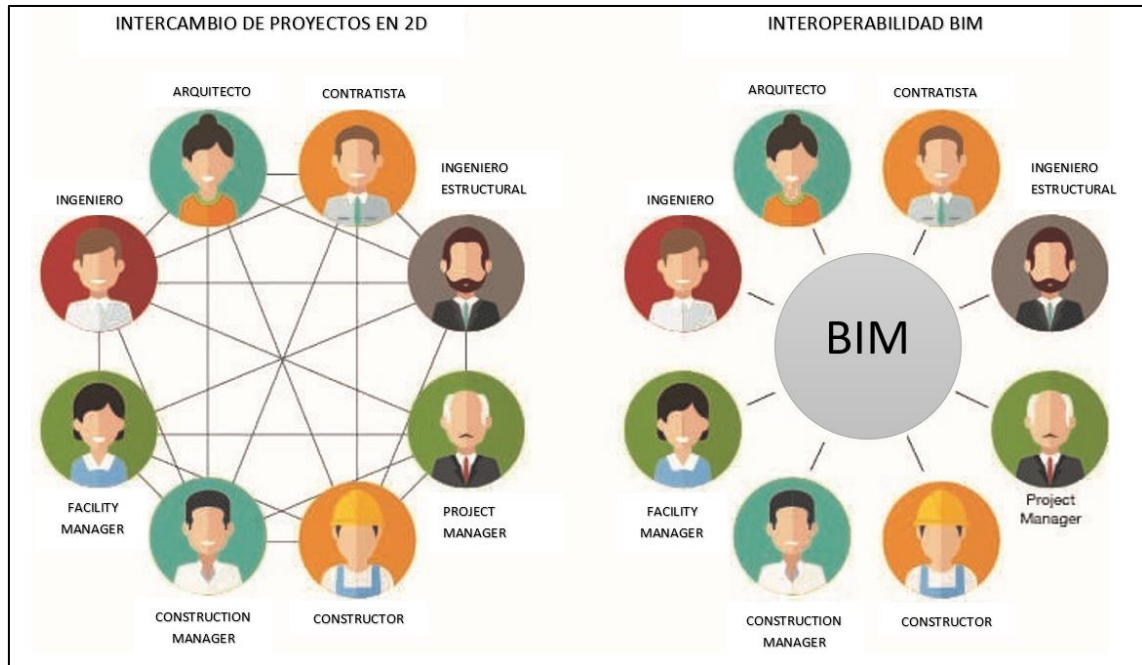 INTERCAMBIO DE PROYECTOS EN 2D
ARQUITECTO
CONTRATISTA
INGENIERO
ESTRUCTURAL
INGENIERO
FACILITY
MANAGER
PROJECT
MANAGER
CONSTRUCTION
MANAGER
CONSTRUCTOR
INTEROPERABILIDAD BIM
ARQUITECTO
CONTRATISTA
INGENIERO
ESTRUCTURAL
INGENIERO
BIM
FACILITY
MANAGER
Project
Manager
CONSTRUCTION
MANAGER
CONSTRUCTOR